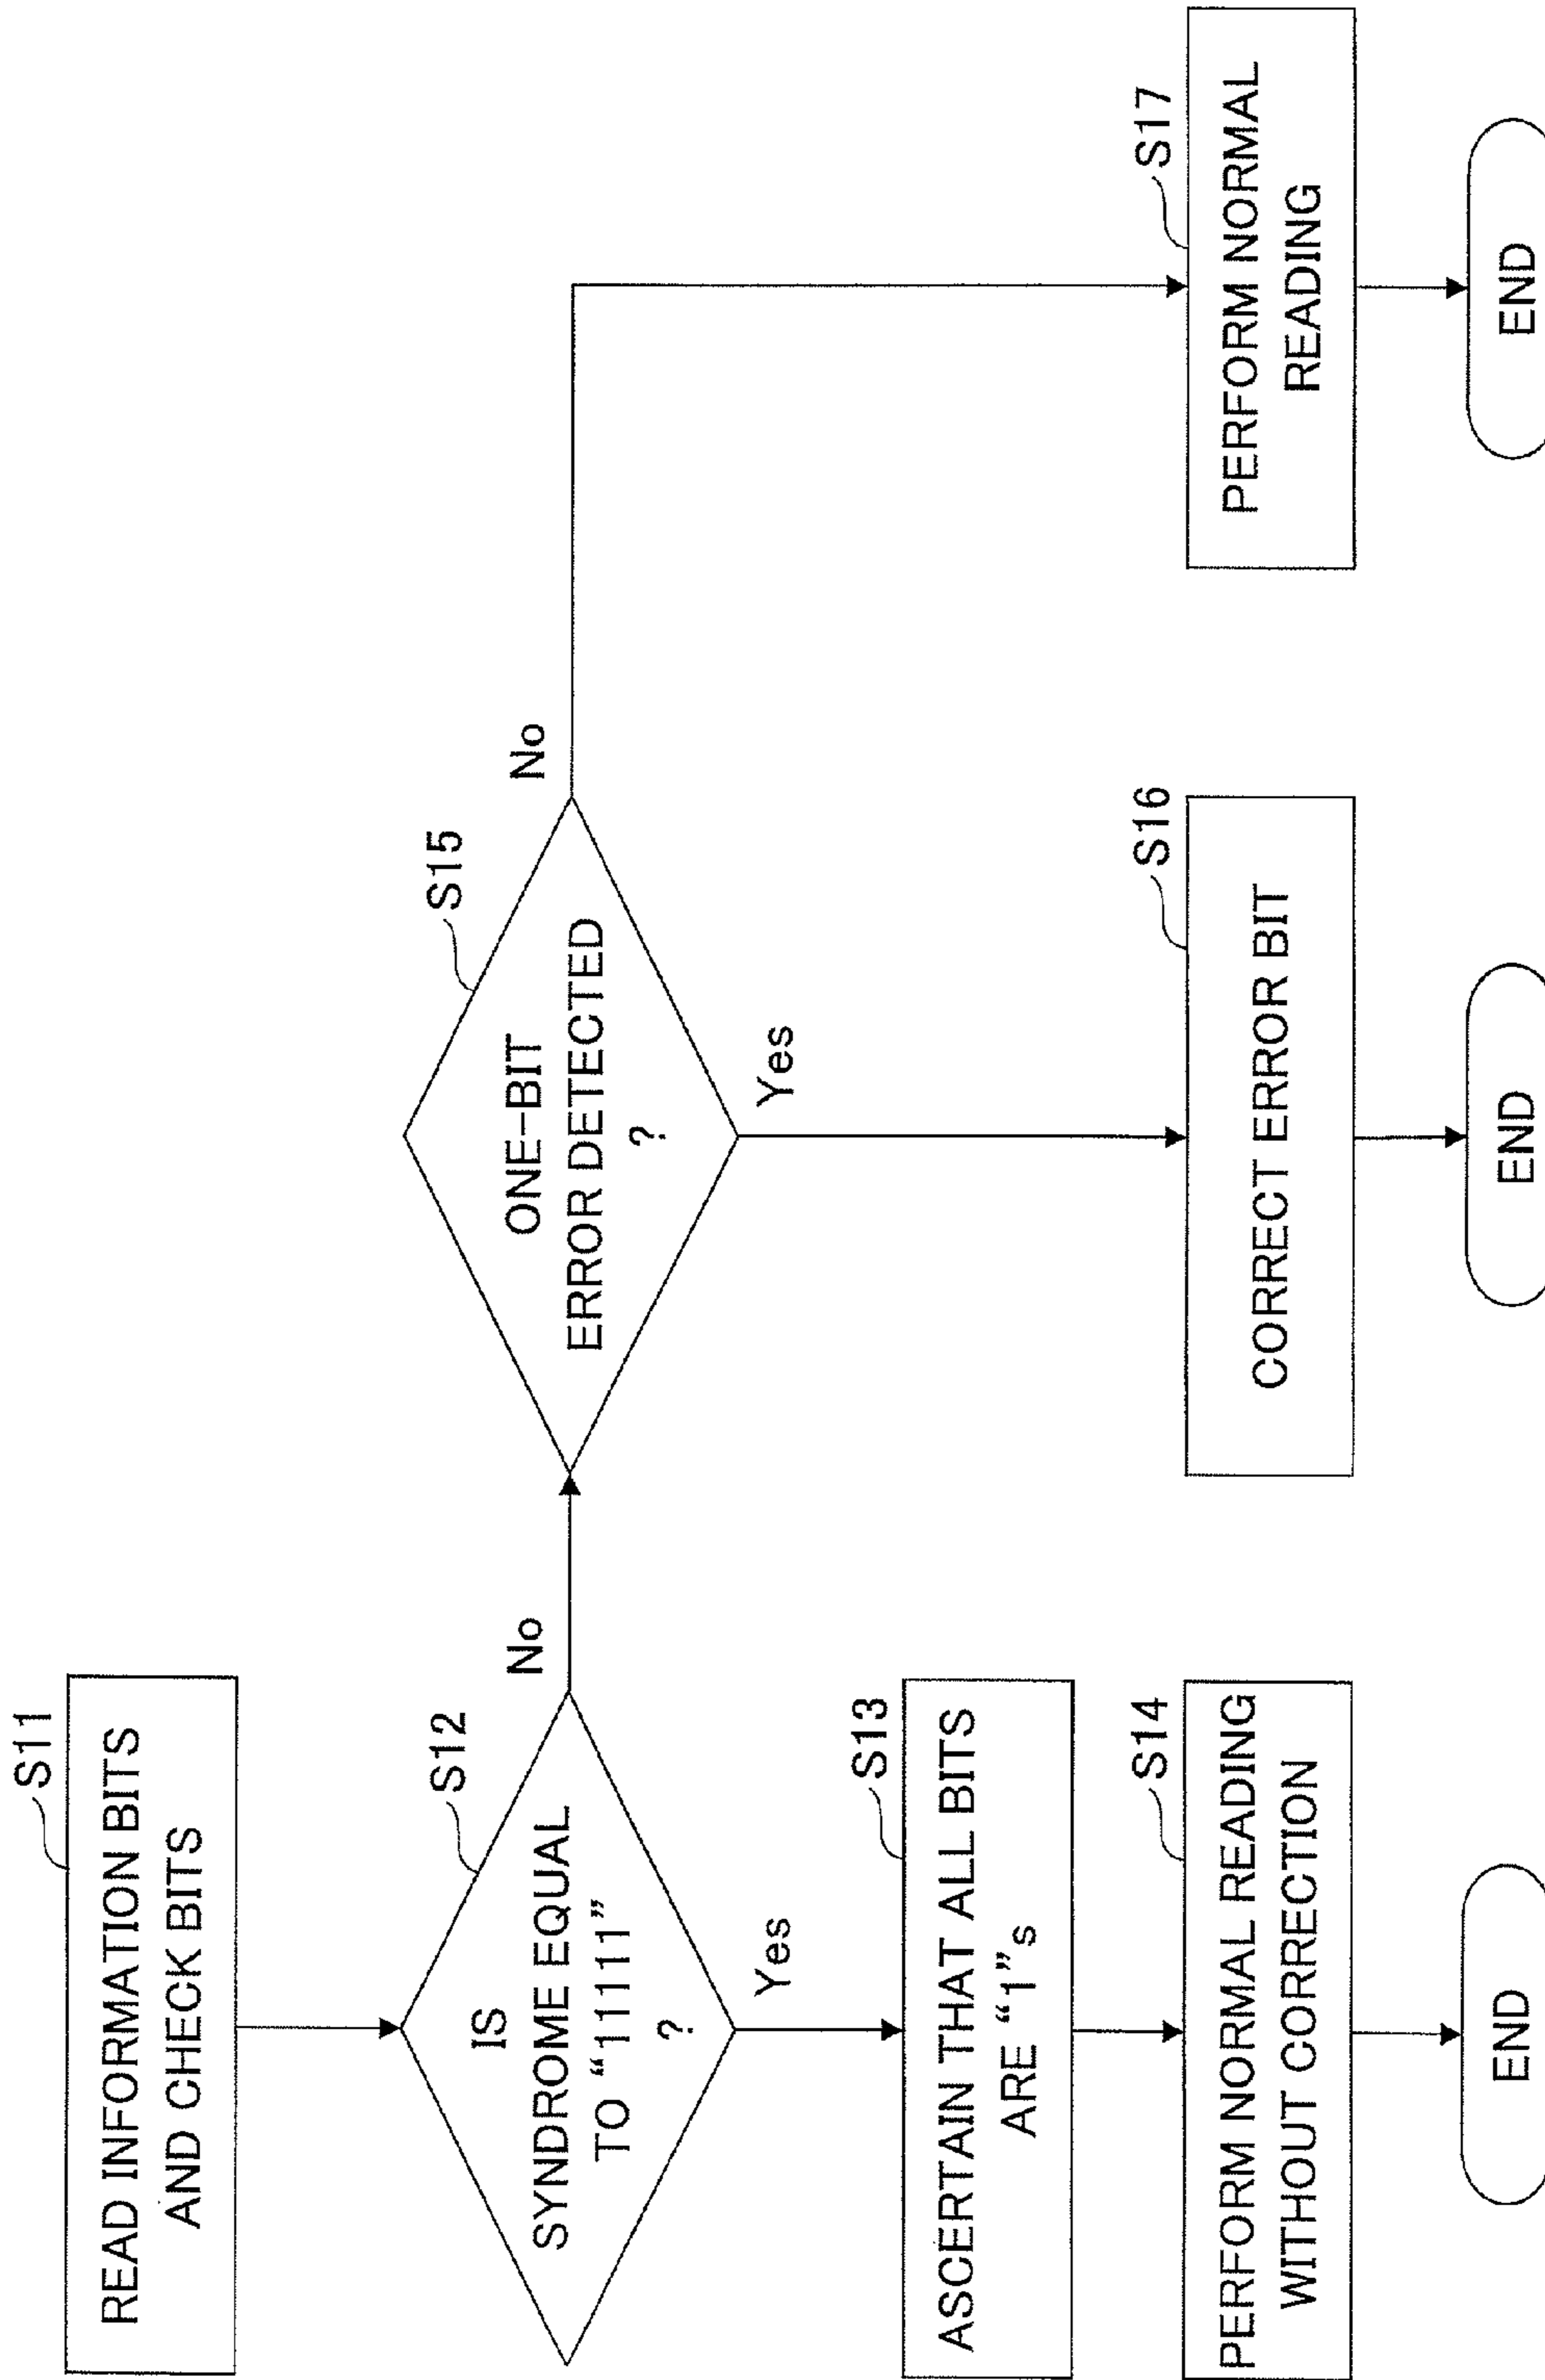 S11
READ INFORMATION BITS
AND CHECK BITS
S12
IS
SYNDROME EQUAL
TO “11111”
?
No
Yes
S15
ONE-BIT
ERROR DETECTED
?
No
Yes
S13
ASCERTAIN THAT ALL BITS
ARE “1”s
S14
PERFORM NORMAL READING
WITHOUT CORRECTION
END
S16
CORRECT ERROR BIT
END
S17
PERFORM NORMAL
READING
END